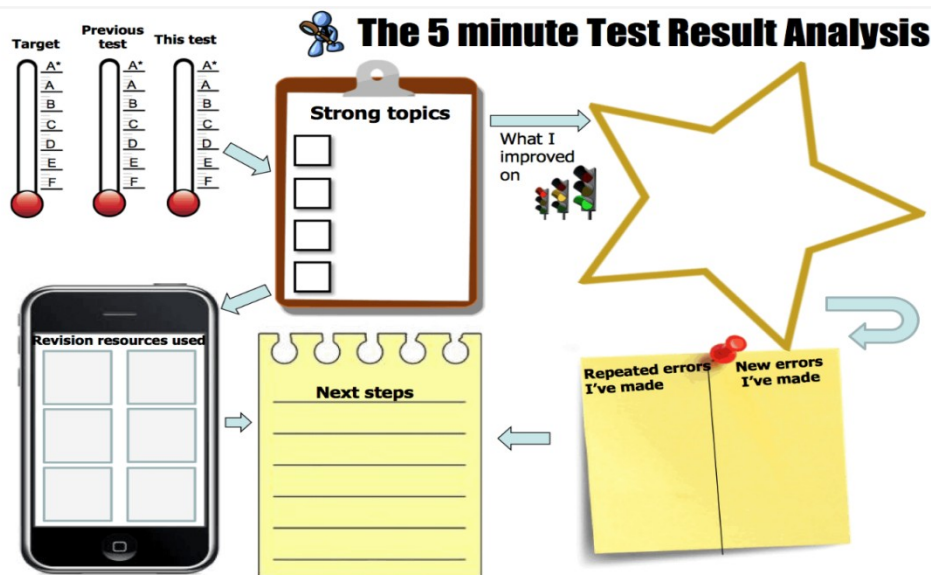 The 5 minute Test Result Analysis
Target
Previous
test
This test
A*
A
B
C
D
E
F
A*
A
B
C
D
E
F
A*
A
B
C
D
E
F
Strong topics
What I
improved
on
Revision resources used
Next steps
Repeated errors
I've made
New errors
I've made